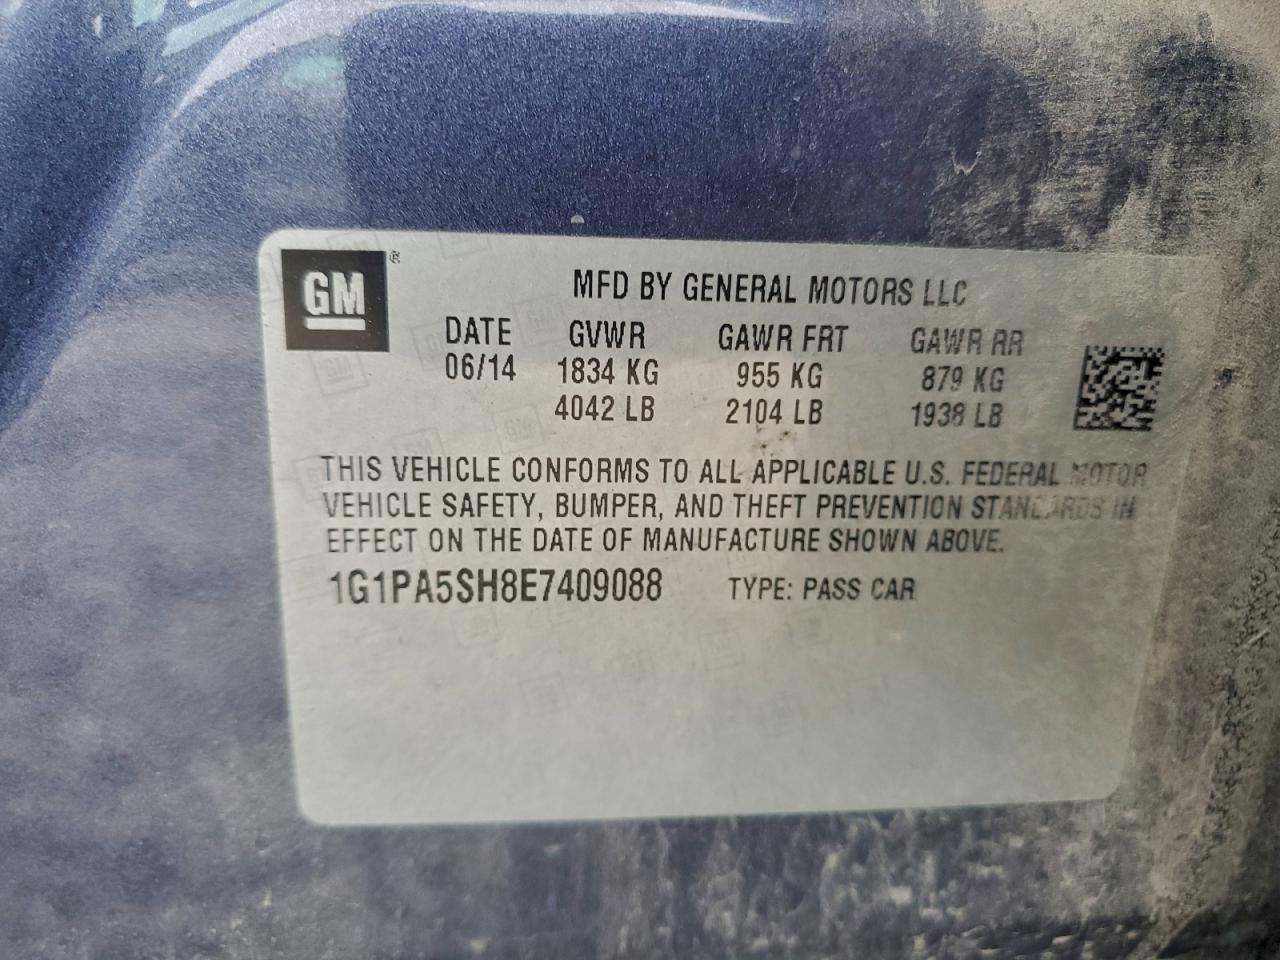 GM
MFD BY GENERAL MOTORS LLC
DATE GVWR GAWR FRT GAWR RR
06/14 1834 KG 955 KG 879 KG
4042 LB 2104 LB 1938 LB
THIS VEHICLE CONFORMS TO ALL APPLICABLE U.S. FEDERAL MOTOR
VEHICLE SAFETY, BUMPER, AND THEFT PREVENTION STANDARDS IN
EFFECT ON THE DATE OF MANUFACTURE SHOWN ABOVE.
1G1PA5SH8E7409088 TYPE: PASS CAR